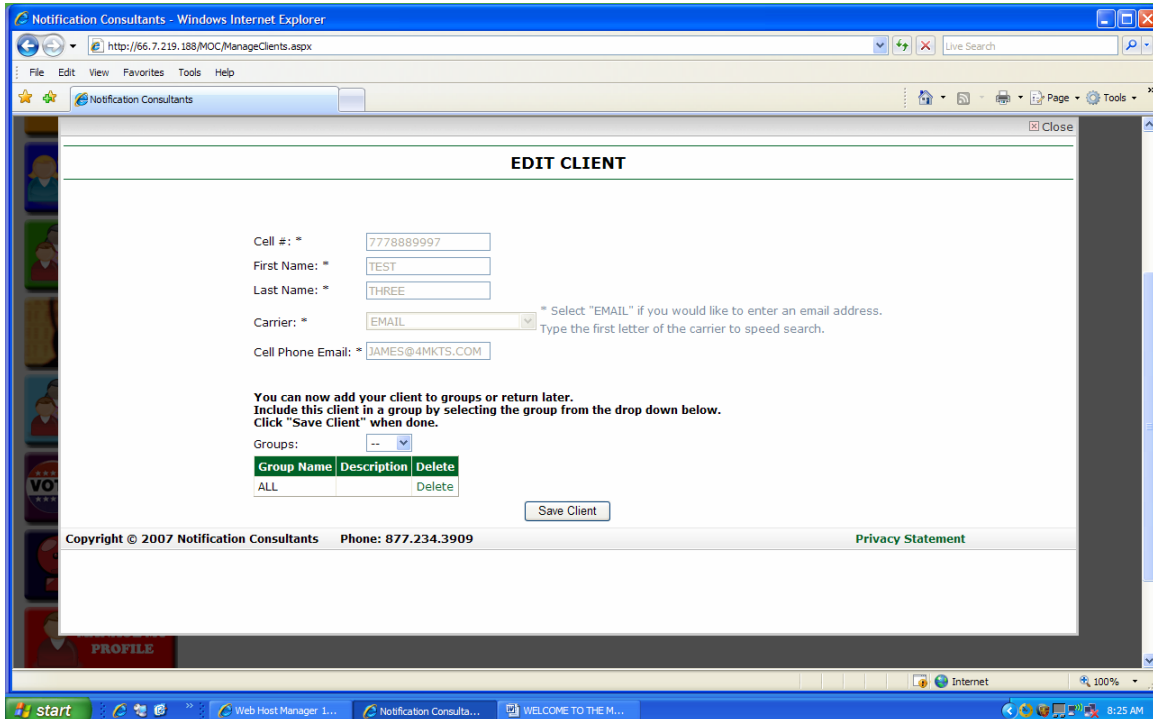 Notification Consultants - Windows Internet Explorer
http://66.7.219.188/MOC/ManageClients.aspx
Live Search
File Edit View Favorites Tools Help
Notification Consultants
Page Tools
Close
EDIT CLIENT
Cell #: * 7778889997
First Name: * TEST
Last Name: * THREE
Carrier: * EMAIL
* Select "EMAIL" if you would like to enter an email address.
Type the first letter of the carrier to speed search.
Cell Phone Email: * JAMES@4MKTS.COM
You can now add your client to groups or return later.
Include this client in a group by selecting the group from the drop down below.
Click "Save Client" when done.
Groups: --
Group Name Description Delete
ALL Delete
Save Client
Copyright © 2007 Notification Consultants Phone: 877.234.3909 Privacy Statement
VO
PROFILE
Internet 100%
start Web Host Manager 1... Notification Consulta... WELCOME TO THE M... 8:25 AM